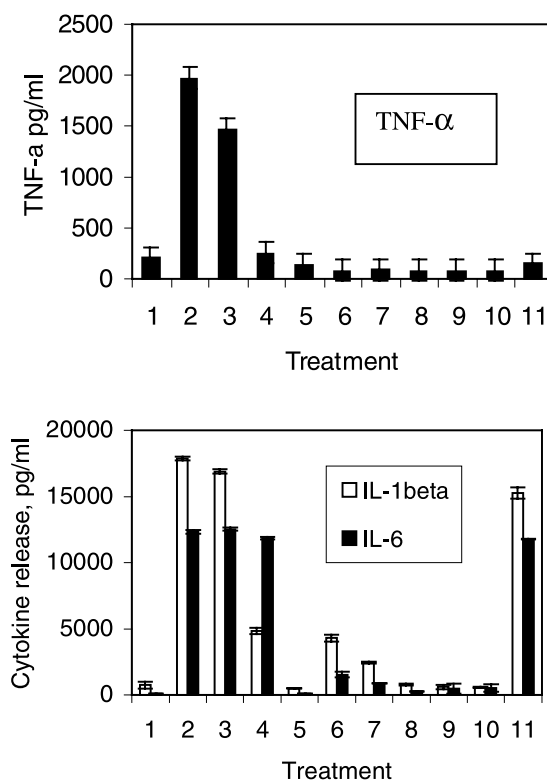 2500
2000
1500
1000
500
0
TNF-a pg/ml
TNF-α
1 2 3 4 5 6 7 8 9 10 11
Treatment
20000
15000
10000
5000
0
Cytokine release, pg/ml
IL-1beta
IL-6
1 2 3 4 5 6 7 8 9 10 11
Treatment